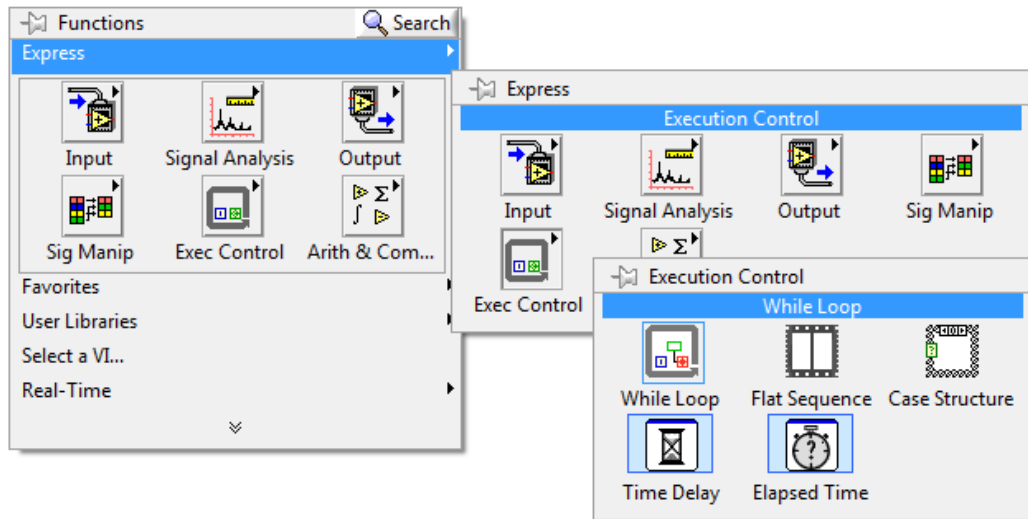 Functions
Search
Express
Input
Signal Analysis
Output
Sig Manip
Exec Control
Arith & Com...
Favorites
User Libraries
Select a VI...
Real-Time
Express
Execution Control
Input
Signal Analysis
Output
Sig Manip
Exec Control
Execution Control
While Loop
While Loop
Flat Sequence
Case Structure
Time Delay
Elapsed Time